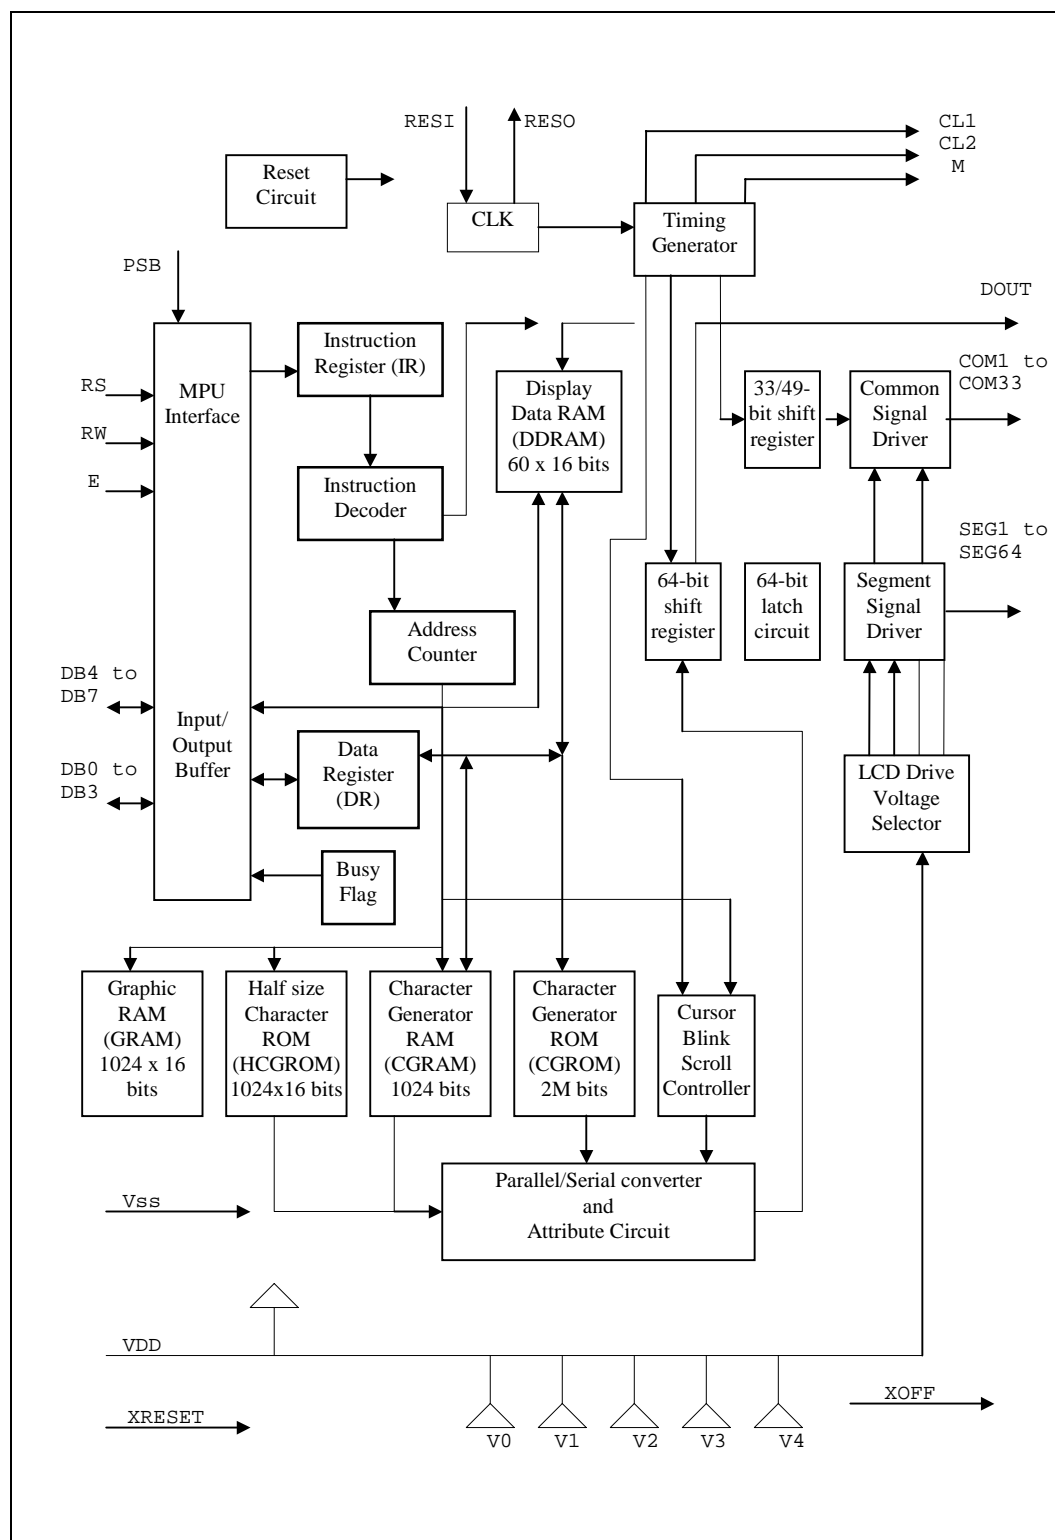 RESI
RESO
CL1
CL2
M
Reset
Circuit
CLK
Timing
Generator
PSB
DOUT
MPU
Interface
Instruction
Register (IR)
RS
RW
E
Display
Data RAM
(DDRAM)
60 x 16 bits
33/49-
bit shift
register
Common
Signal
Driver
COM1 to
COM33
Instruction
Decoder
SEG1 to
SEG64
64-bit
shift
register
64-bit
latch
circuit
Segment
Signal
Driver
Address
Counter
DB4 to
DB7
Input/
Output
Buffer
Data
Register
(DR)
DB0 to
DB3
LCD Drive
Voltage
Selector
Busy
Flag
Graphic
RAM
(GRAM)
1024 x 16
bits
Half size
Character
ROM
(HCGROM)
1024x16 bits
Character
Generator
RAM
(CGRAM)
1024 bits
Character
Generator
ROM
(CGROM)
2M bits
Cursor
Blink
Scroll
Controller
Parallel/Serial converter
and
Attribute Circuit
Vss
VDD
XRESET
V0
V1
V2
V3
V4
XOFF